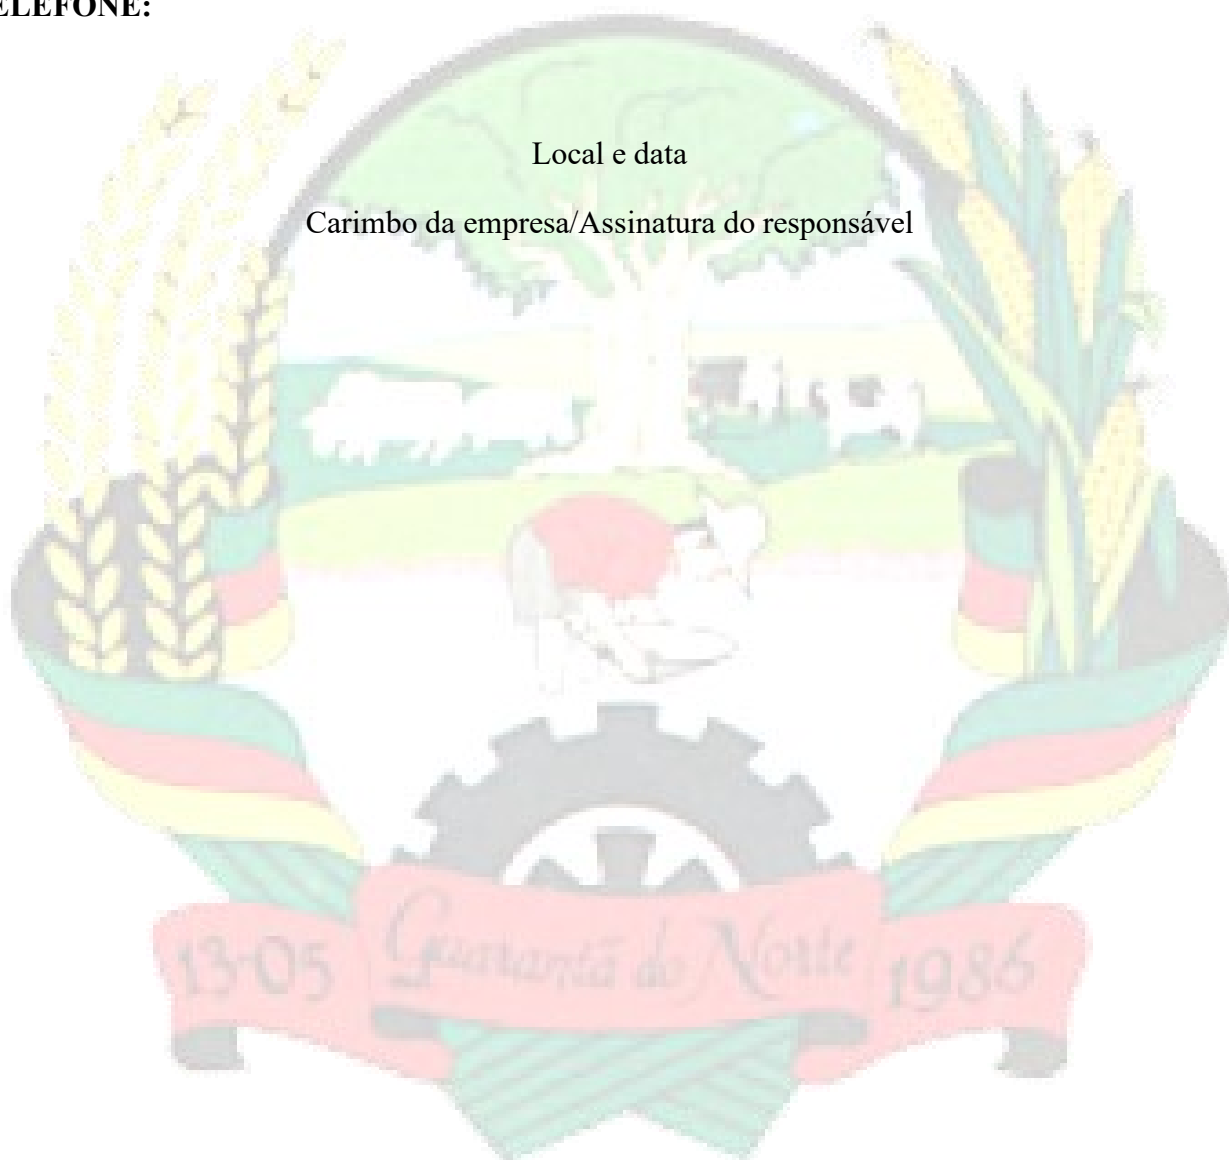 ELEFONE:
Local e data
Carimbo da empresa/Assinatura do responsável
13-05 Guarantã do Norte 1986